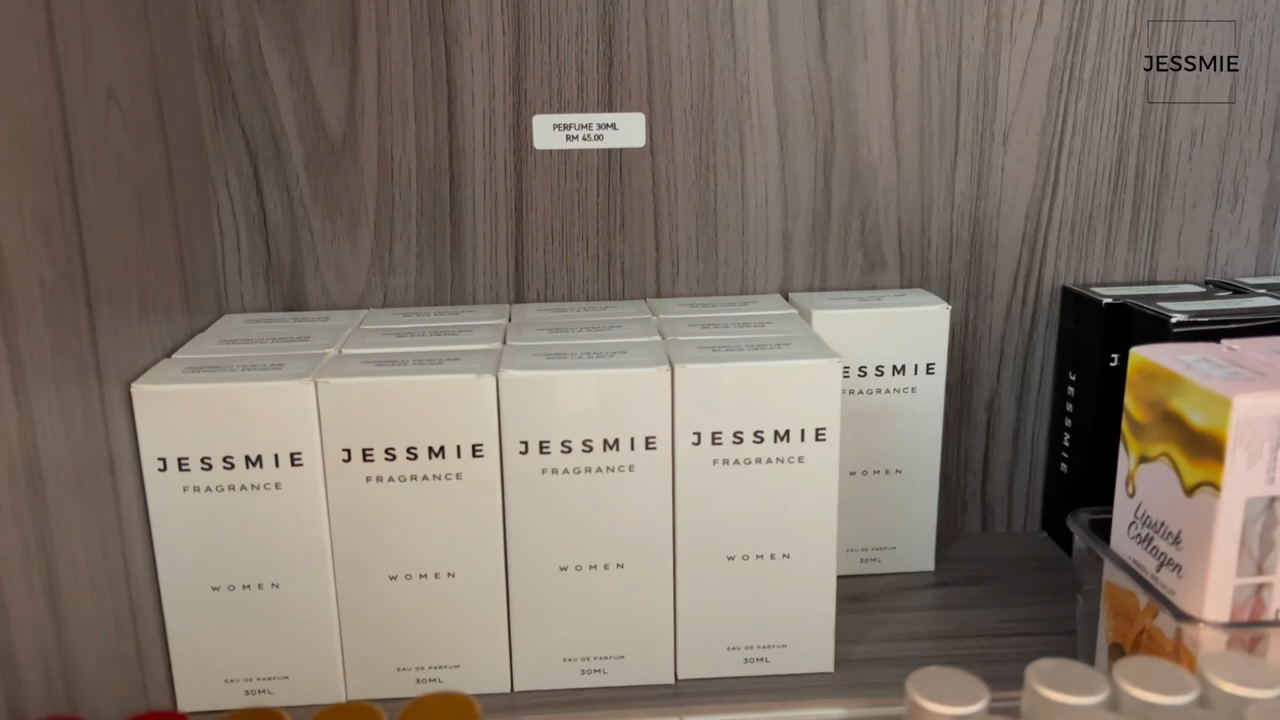 JESSMIE
PERFUME 30ML
RM 45.00
JESSMIE
FRAGRANCE
WOMEN
EAU DE PARFUM
30ML
JESSMIE
FRAGRANCE
WOMEN
EAU DE PARFUM
30ML
JESSMIE
FRAGRANCE
WOMEN
EAU DE PARFUM
30ML
JESSMIE
FRAGRANCE
WOMEN
EAU DE PARFUM
30ML
ESSMIE
FRAGRANCE
WOMEN
EAU DE PARFUM
30ML
JESSMIE
J
Lipstick
Collagen